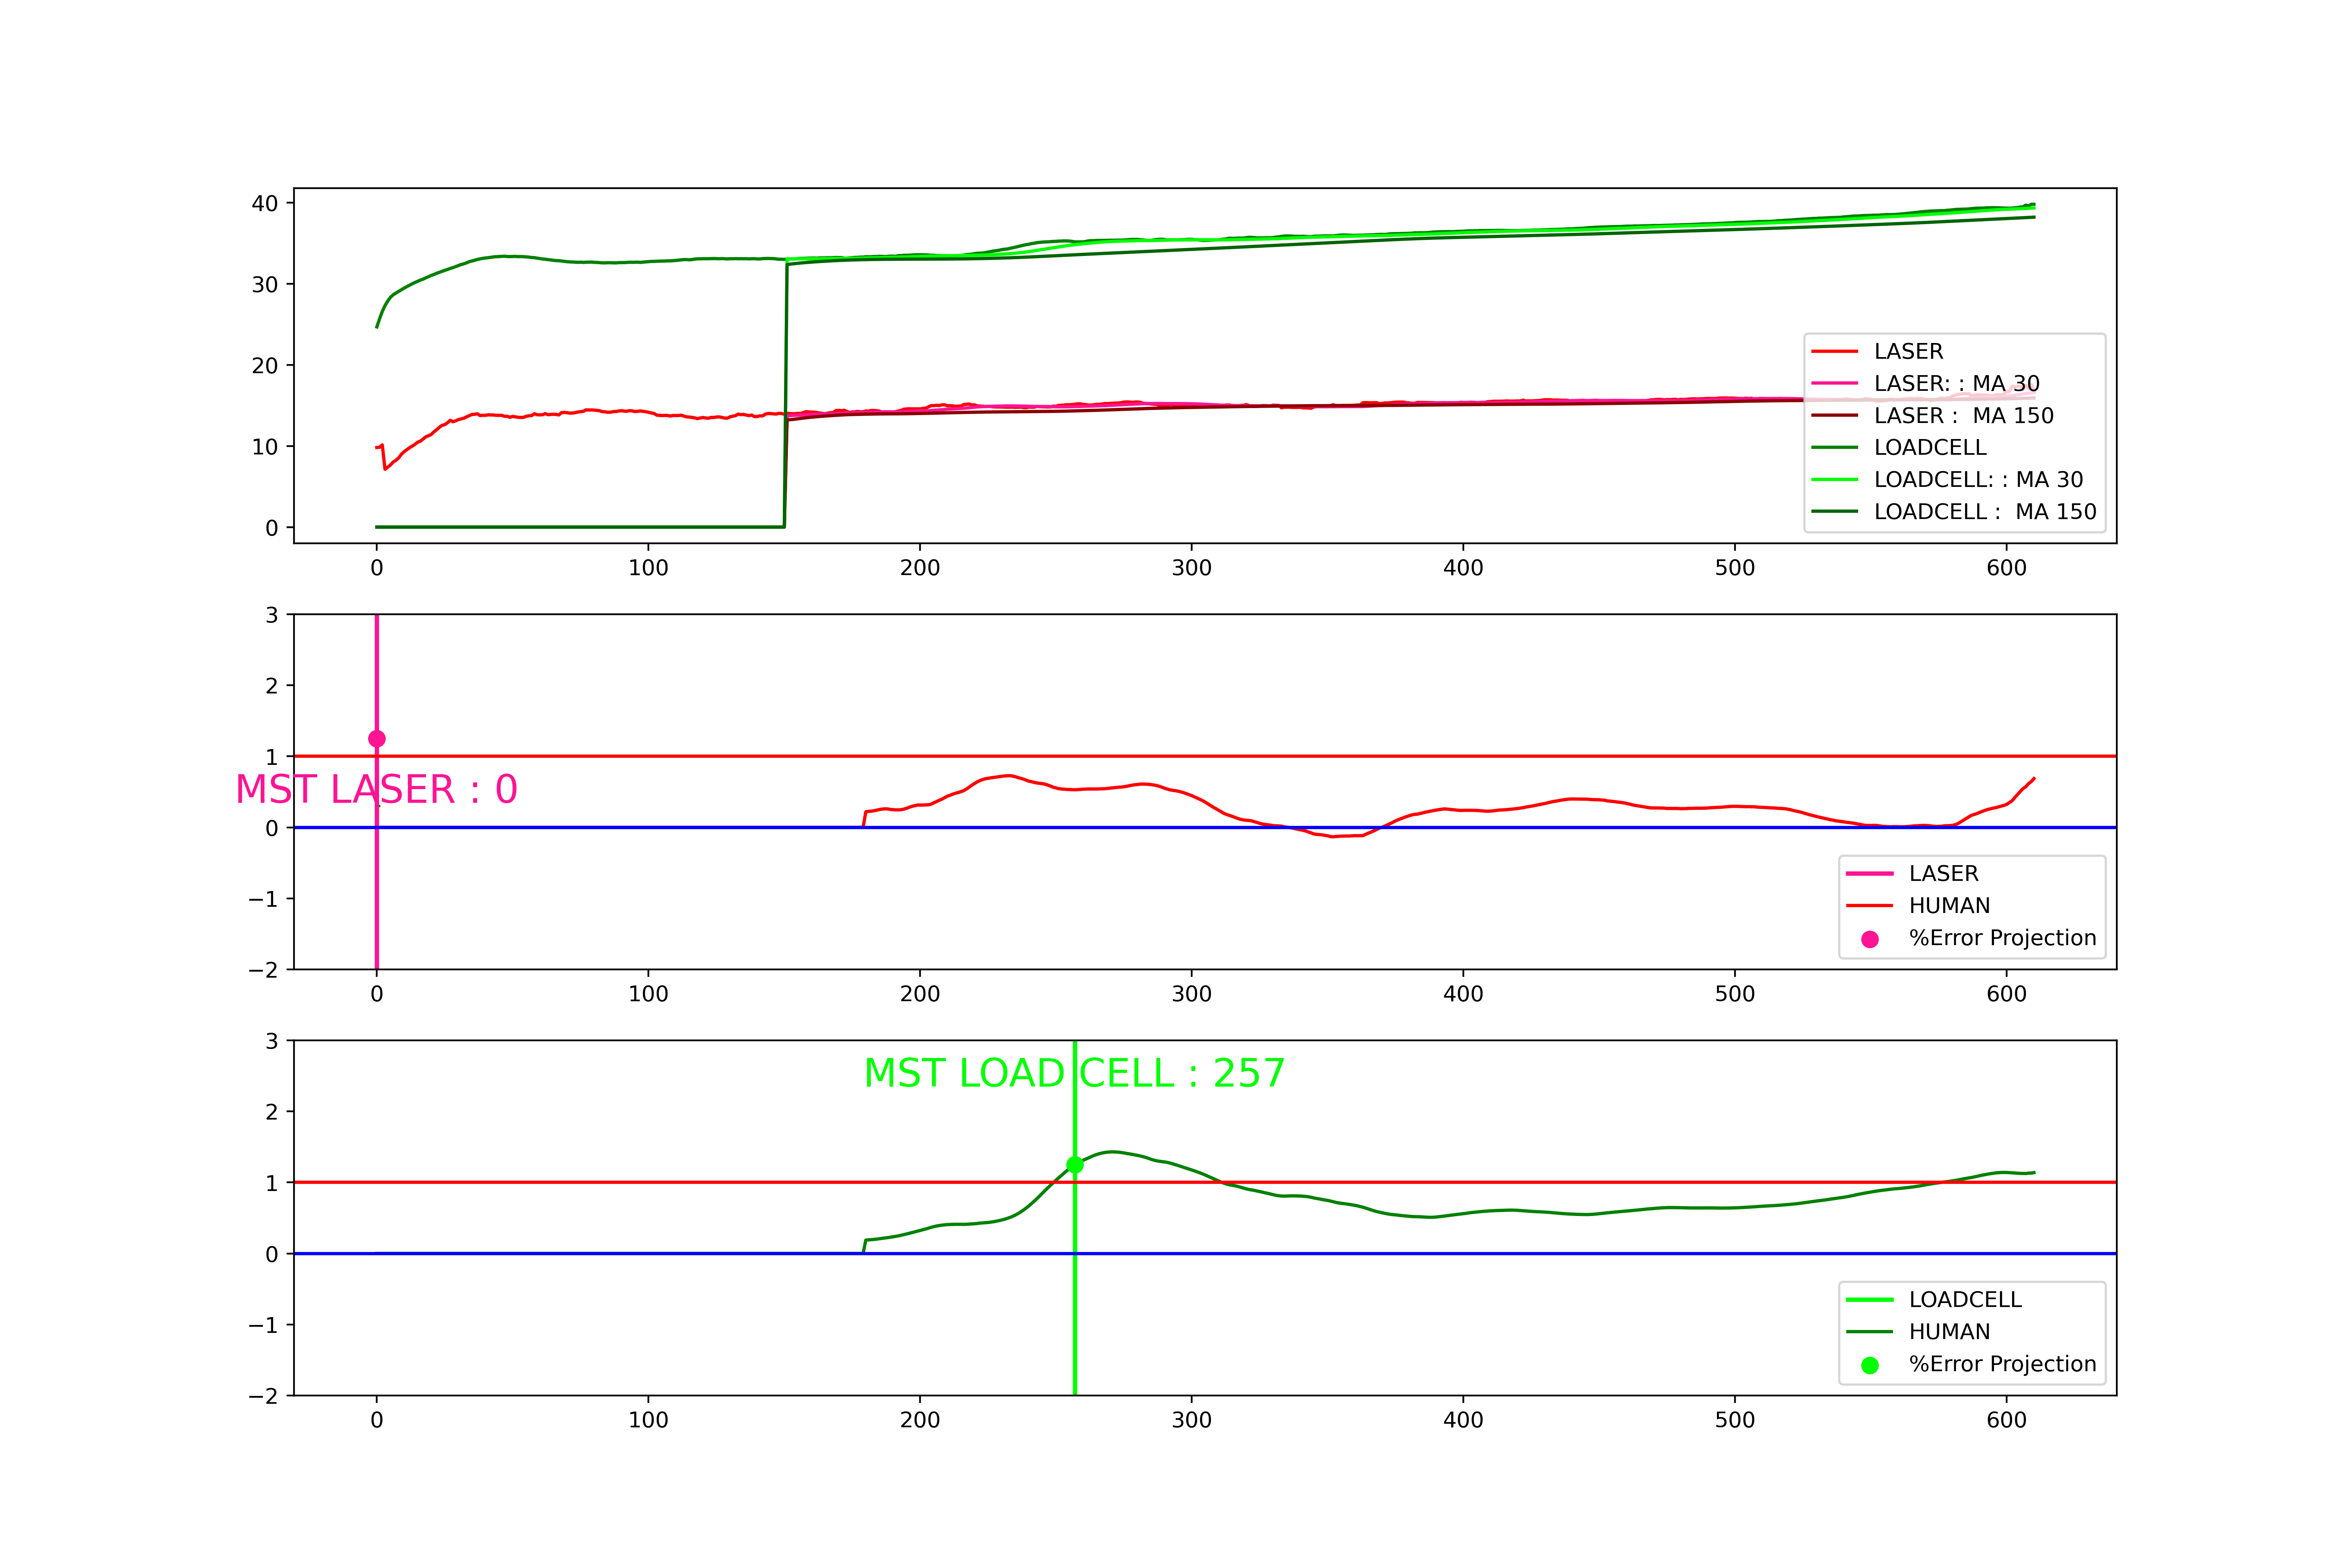 40
30
20
10
0
LASER
LASER: : MA 30
LASER :  MA 150
LOADCELL
LOADCELL: : MA 30
LOADCELL :  MA 150
0 100 200 300 400 500 600
3
2
1
0
−1
−2
MST LASER : 0
LASER
HUMAN
%Error Projection
0 100 200 300 400 500 600
3
2
1
0
−1
−2
MST LOAD CELL : 257
LOADCELL
HUMAN
%Error Projection
0 100 200 300 400 500 600